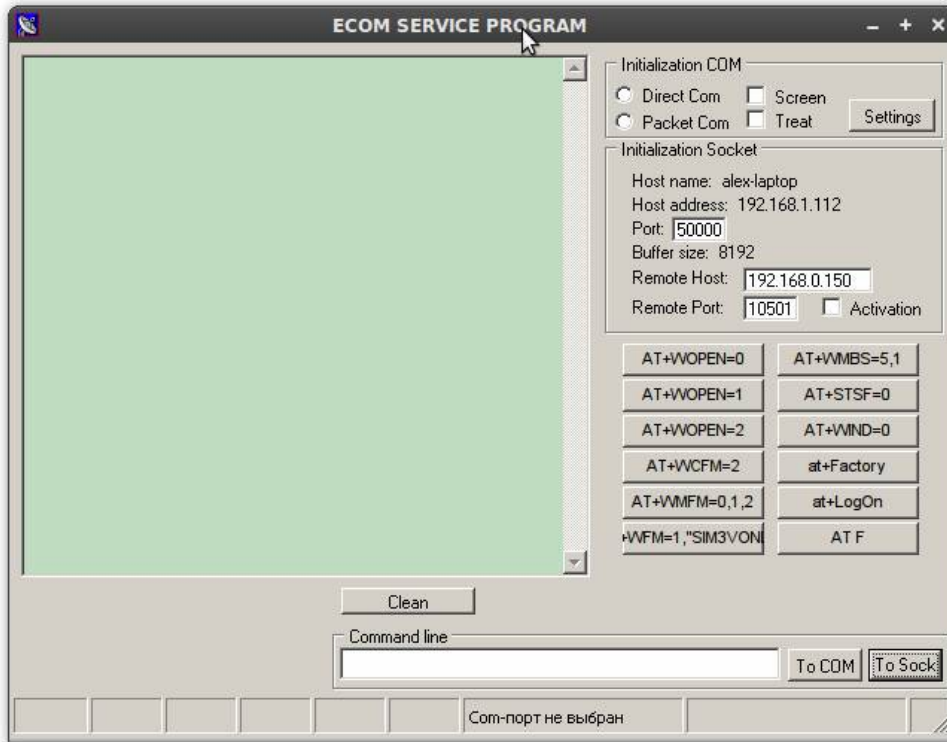 ECOM SERVICE PROGRAM
Initialization COM
Direct Com
Screen
Packet Com
Treat
Settings
Initialization Socket
Host name: alex-laptop
Host address: 192.168.1.112
Port: 50000
Buffer size: 8192
Remote Host: 192.168.0.150
Remote Port: 10501
Activation
AT+WOPEN=0
AT+WMBS=5,1
AT+WOPEN=1
AT+STSF=0
AT+WOPEN=2
AT+WIND=0
AT+WCFM=2
at+Factory
AT+WMFM=0,1,2
at+LogOn
+WFM=1,"SIM3VON
AT F
Clean
Command line
To COM
To Sock
Com-порт не выбран